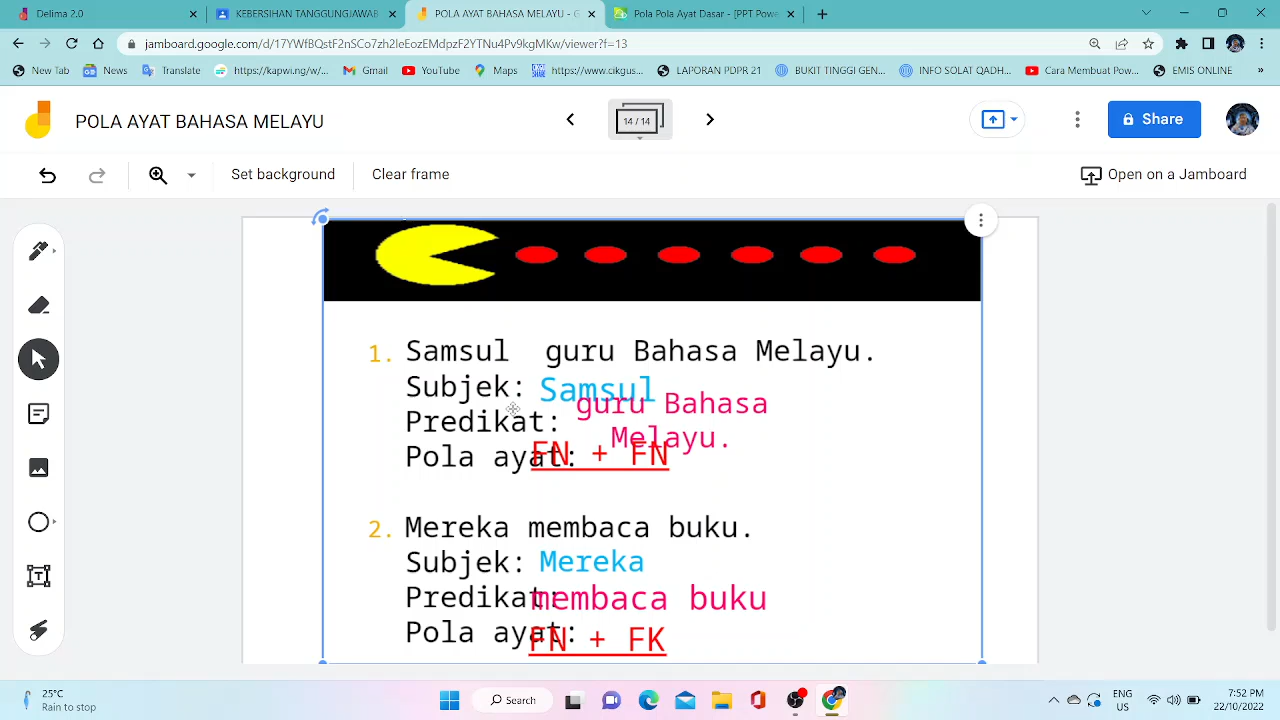 Delima 2.0
KEBERSIHAN TANGGUNGJAWAB
POLA AYAT BAHASA MELAYU - G
Pola Ayat Dasar - [PPT Powe
jamboard.google.com/d/17YWfBQstF2nSCo7zh2leEozEMdpzF2YTNu4Pv9kgMKw/viewer?f=13
New Tab
News
Translate
https://kapwing/w...
Gmail
YouTube
Maps
https://www.cikgus...
LAPORAN PDPR 21
BUKIT TINGGI GEN...
INFO SOLAT QADH...
Cara Membuat Pow...
EMIS ONLINE
»
POLA AYAT BAHASA MELAYU
14 / 14
Share
Set background
Clear frame
Open on a Jamboard
1. Samsul guru Bahasa Melayu.
Subjek: Samsul
Predikat: guru Bahasa
Melayu.
Pola ayat: FN + FN
2. Mereka membaca buku.
Subjek: Mereka
Predikat: membaca buku
Pola ayat: FN + FK
25°C
Rain to stop
Search
ENG
US
7:52 PM
22/10/2022